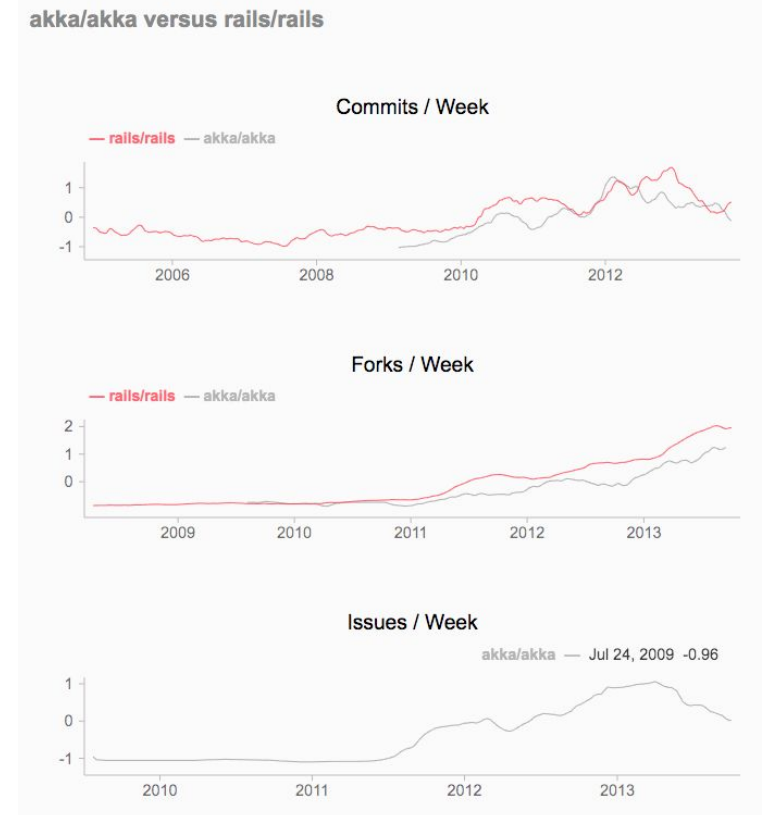 akka/akka versus rails/rails
Commits / Week
— rails/rails — akka/akka
1
0
-1
2006 2008 2010 2012
Forks / Week
— rails/rails — akka/akka
2
1
0
2009 2010 2011 2012 2013
Issues / Week
akka/akka — Jul 24, 2009 -0.96
1
0
-1
2010 2011 2012 2013